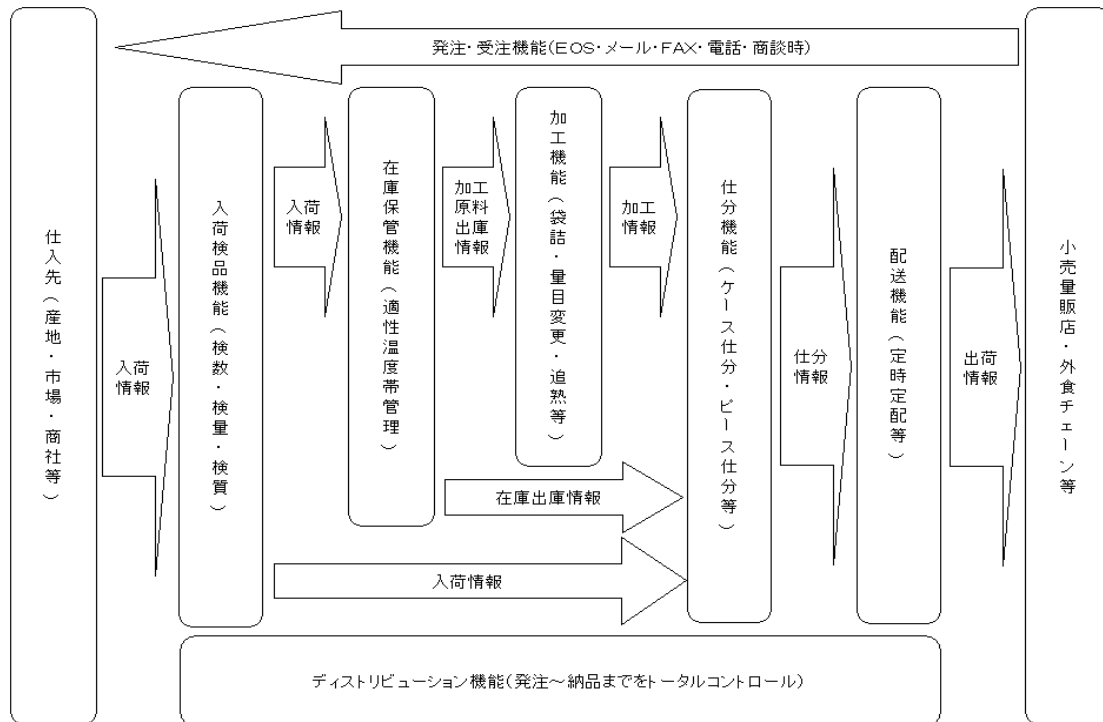 発注・受注機能(EOS・メール・FAX・電話・商談時)
仕入先(産地・市場・商社等)
入荷
情報
入荷検品機能(検数・検量・検質)
入荷
情報
在庫保管機能(適性温度帯管理)
加工
原料
出庫
情報
加工機能(袋詰・量目変更・追熟等)
加工
情報
仕分機能(ケース仕分・ピース仕分等)
仕分
情報
配送機能(定時定配等)
出荷
情報
小売量販店・外食チェーン等
在庫出庫情報
入荷情報
ディストリビューション機能(発注～納品までをトータルコントロール)